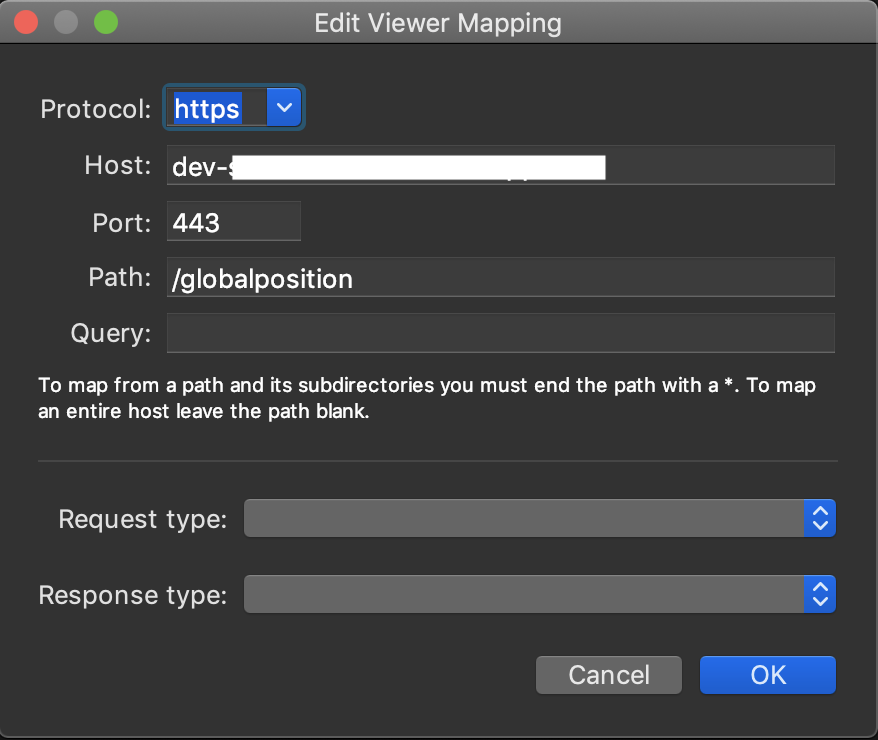 Edit Viewer Mapping
Protocol: https
Host: dev-
Port: 443
Path: /globalposition
Query:
To map from a path and its subdirectories you must end the path with a *. To map
an entire host leave the path blank.
Request type:
Response type:
Cancel OK